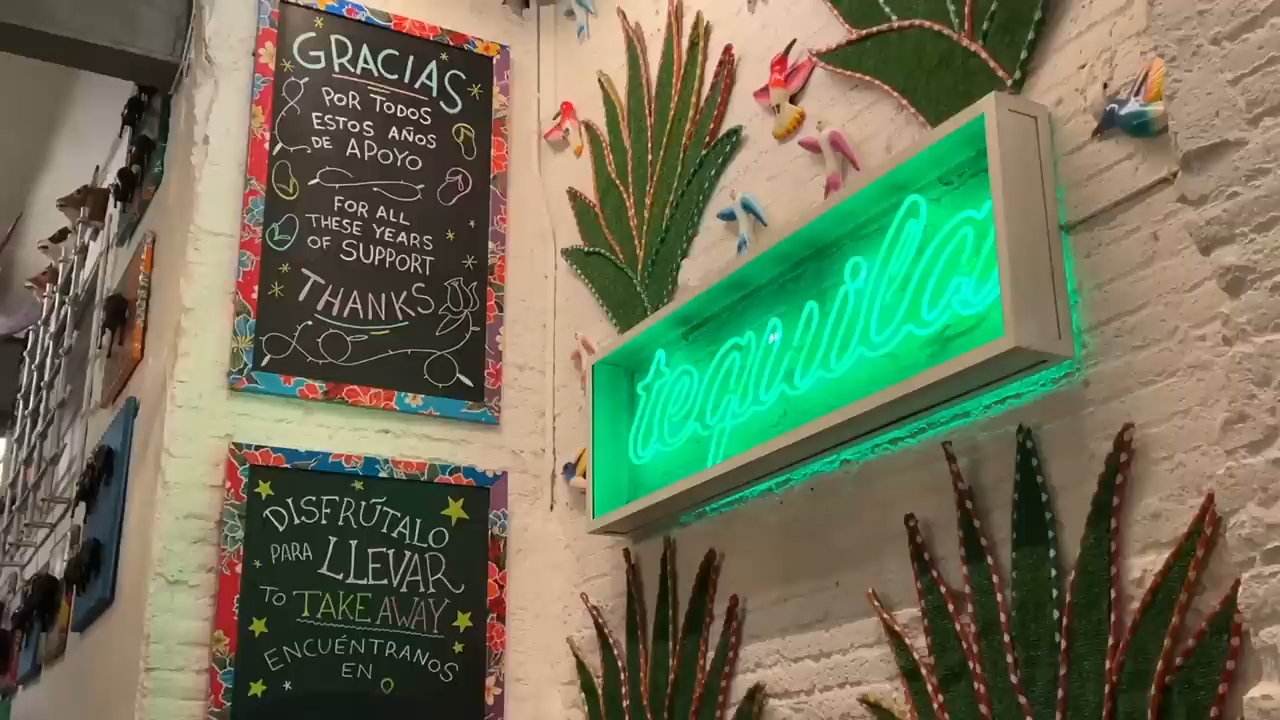 GRACIAS
POR TODOS
ESTOS AÑOS
DE APOYO
FOR ALL
THESE YEARS
OF SUPPORT
THANKS
DISFRÚTALO
PARA LLEVAR
TO TAKE AWAY
ENCUÉNTRANOS
EN
tequila